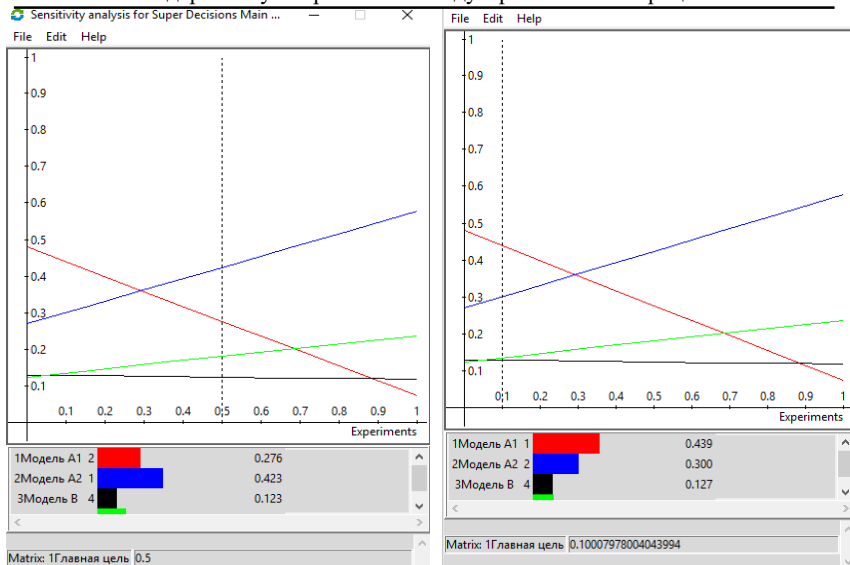 Sensitivity analysis for Super Decisions Main ...
File Edit Help
1
0.9
0.8
0.7
0.6
0.5
0.4
0.3
0.2
0.1
0.1 0.2 0.3 0.4 0.5 0.6 0.7 0.8 0.9 1
Experiments
1Модель А1 2 0.276
2Модель А2 1 0.423
3Модель В 4 0.123
Matrix: 1Главная цель 0.5
File Edit Help
1
0.9
0.8
0.7
0.6
0.5
0.4
0.3
0.2
0.1
0.1 0.2 0.3 0.4 0.5 0.6 0.7 0.8 0.9 1
Experiments
1Модель А1 1 0.439
2Модель А2 2 0.300
3Модель В 4 0.127
Matrix: 1Главная цель 0.10007978004043994